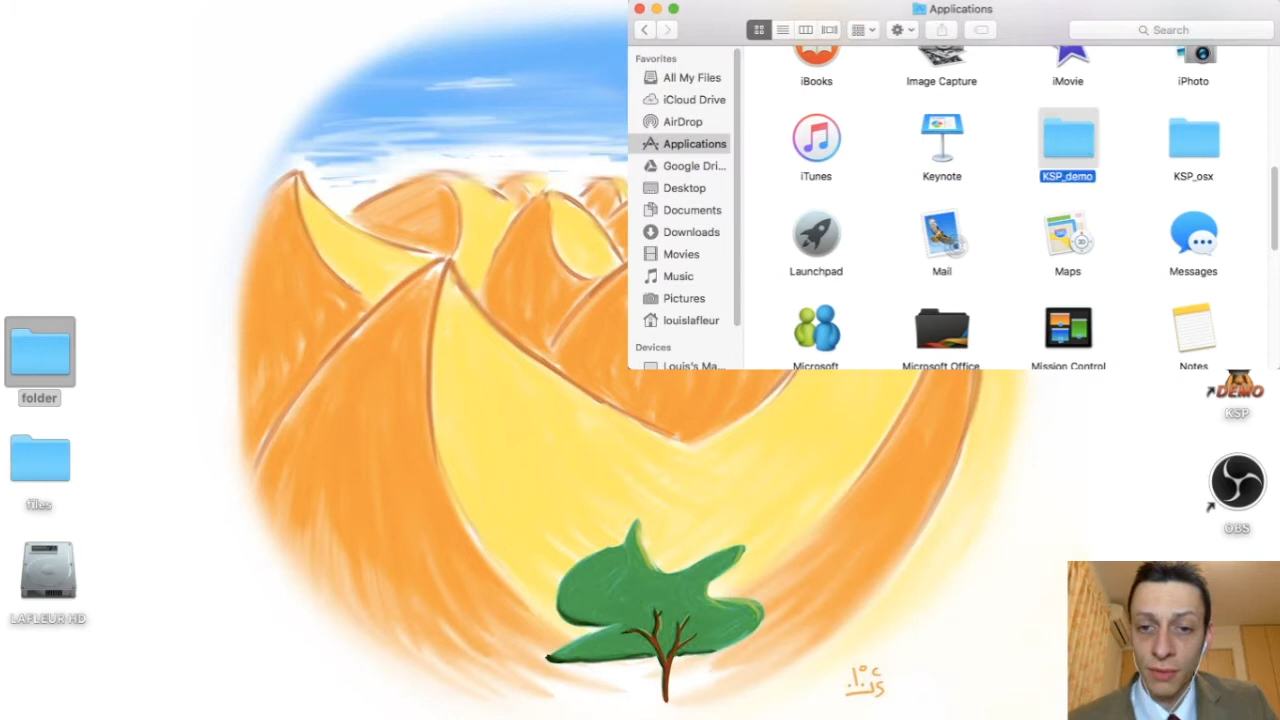 Applications
Search
Favorites
All My Files
iCloud Drive
AirDrop
Applications
Google Dri...
Desktop
Documents
Downloads
Movies
Music
Pictures
louislafleur
Devices
Louis's Ma...
iBooks
Image Capture
iMovie
iPhoto
iTunes
Keynote
KSP_demo
KSP_osx
Launchpad
Mail
Maps
Messages
Microsoft
Microsoft Office
Mission Control
Notes
folder
files
LAFLEUR HD
DEMO
KSP
OBS